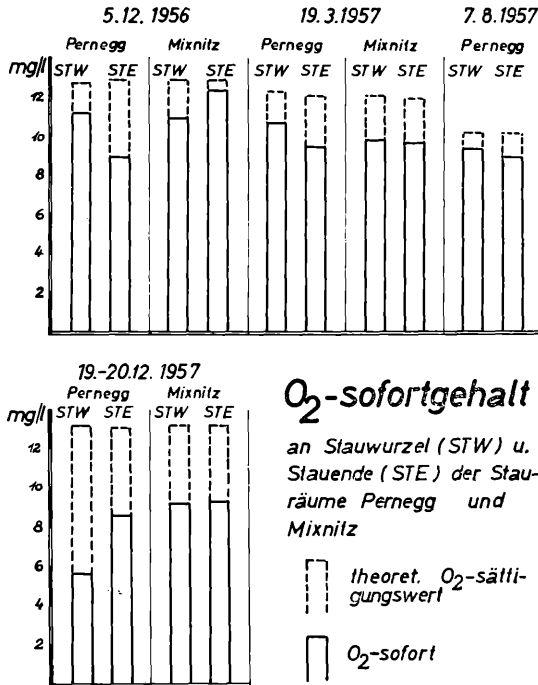 5.12.1956 19.3.1957 7.8.1957
Pernegg Mixnitz Pernegg Mixnitz Pernegg
mg/l STW STE STW STE STW STE STW STE STW STE
12
10
8
6
4
2
19.-20.12.1957
Pernegg Mixnitz
mg/l STW STE STW STE
12
10
8
6
4
2
O2-sofortgehalt
an Stauwurzel (STW) u.
Stauende (STE) der Stau-
räume Pernegg und
Mixnitz
theoret. O2-sätti-
gungswert
O2-sofort